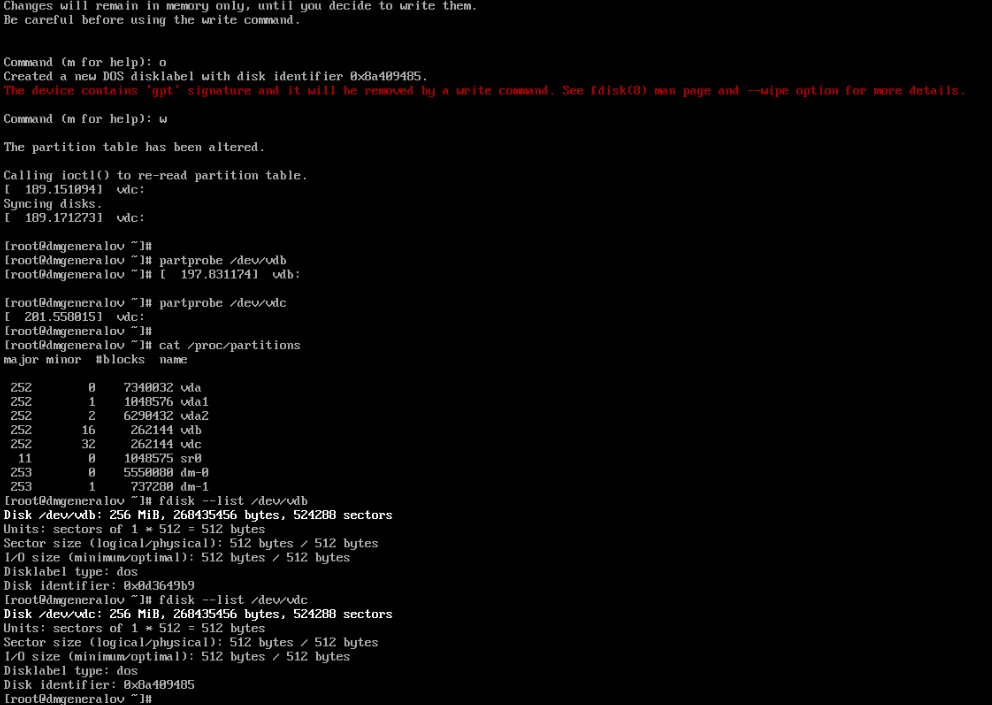 Changes will remain in memory only, until you decide to write them.
Be careful before using the write command.
Command (m for help): o
Created a new DOS disklabel with disk identifier 0x8a409485.
The device contains 'gpt' signature and it will be removed by a write command. See fdisk(8) man page and --wipe option for more details.
Command (m for help): w
The partition table has been altered.
Calling ioctl() to re-read partition table.
[  189.151094]  vdc:
Syncing disks.
[  189.171273]  vdc:
[root@dmgeneralov ~]#
[root@dmgeneralov ~]# partprobe /dev/vdb
[root@dmgeneralov ~]# [  197.831174]  vdb:
[root@dmgeneralov ~]# partprobe /dev/vdc
[  201.558015]  vdc:
[root@dmgeneralov ~]#
[root@dmgeneralov ~]# cat /proc/partitions
major minor  #blocks  name
 252        0    7340032 vda
 252        1    1048576 vda1
 252        2    6290432 vda2
 252       16     262144 vdb
 252       32     262144 vdc
  11        0    1048575 sr0
 253        0    5550080 dm-0
 253        1     737280 dm-1
[root@dmgeneralov ~]# fdisk --list /dev/vdb
Disk /dev/vdb: 256 MiB, 268435456 bytes, 524288 sectors
Units: sectors of 1 * 512 = 512 bytes
Sector size (logical/physical): 512 bytes / 512 bytes
I/O size (minimum/optimal): 512 bytes / 512 bytes
Disklabel type: dos
Disk identifier: 0x0d3649b9
[root@dmgeneralov ~]# fdisk --list /dev/vdc
Disk /dev/vdc: 256 MiB, 268435456 bytes, 524288 sectors
Units: sectors of 1 * 512 = 512 bytes
Sector size (logical/physical): 512 bytes / 512 bytes
I/O size (minimum/optimal): 512 bytes / 512 bytes
Disklabel type: dos
Disk identifier: 0x8a409485
[root@dmgeneralov ~]#